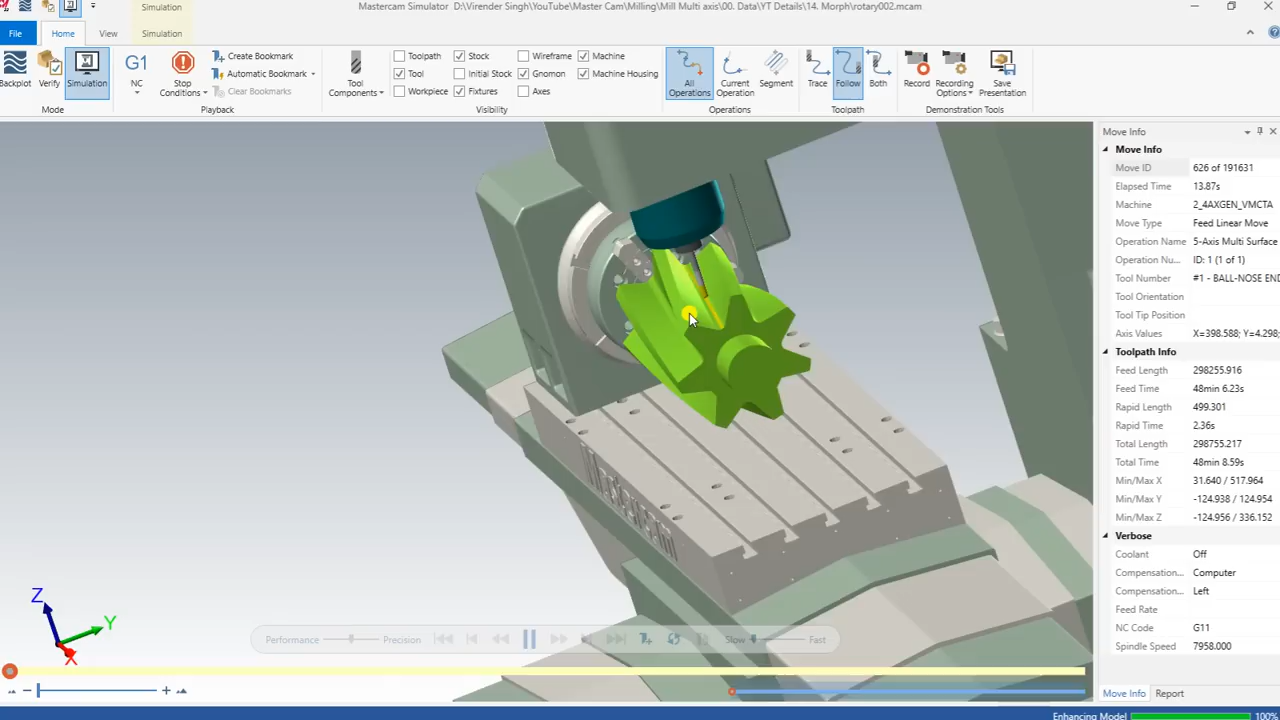 Simulation
Mastercam Simulator D:\Virender Singh\YouTube\Master Cam\Milling\Mill Multi axis\00. Data\YT Details\14. Morph\rotary002.mcam
File Home View Simulation
G1
Backplot Verify Simulation
NC Stop Conditions
Create Bookmark
Automatic Bookmark
Clear Bookmarks
Tool Components
Toolpath Stock Wireframe Machine
Tool Initial Stock Gnomon Machine Housing
Workpiece Fixtures Axes
All Operations Current Operation Segment
Trace Follow Both
Record Recording Options Save Presentation
Mode Playback Visibility Operations Toolpath Demonstration Tools
Move Info
Move Info
Move ID 626 of 191631
Elapsed Time 13.87s
Machine 2_4AXGEN_VMCTA
Move Type Feed Linear Move
Operation Name 5-Axis Multi Surface
Operation Nu... ID: 1 (1 of 1)
Tool Number #1 - BALL-NOSE END
Tool Orientation
Tool Tip Position
Axis Values X=398.588; Y=4.298;
Toolpath Info
Feed Length 298255.916
Feed Time 48min 6.23s
Rapid Length 499.301
Rapid Time 2.36s
Total Length 298755.217
Total Time 48min 8.59s
Min/Max X 31.640 / 517.964
Min/Max Y -124.938 / 124.954
Min/Max Z -124.956 / 336.152
Verbose
Coolant Off
Compensation... Computer
Compensation... Left
Feed Rate
NC Code G11
Spindle Speed 7958.000
Move Info Report
Z
Y
X
Performance Precision Slow Fast
Enhancing Model 100%